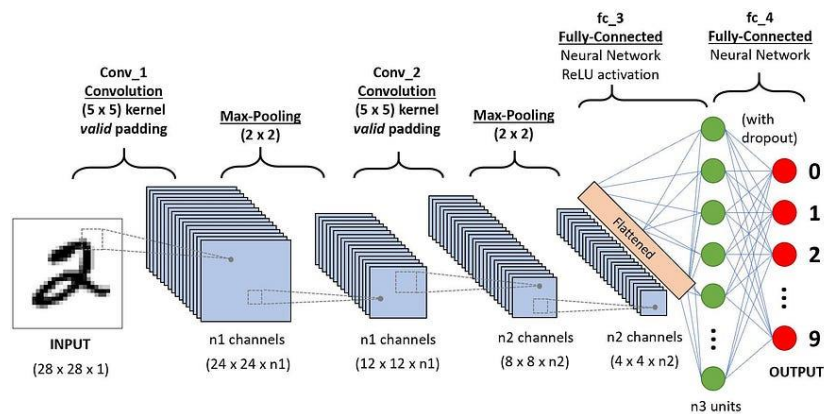 fc_3
Fully-Connected
Neural Network
ReLU activation
fc_4
Fully-Connected
Neural Network
Conv_1
Convolution
(5 x 5) kernel
valid padding
Max-Pooling
(2 x 2)
Conv_2
Convolution
(5 x 5) kernel
valid padding
Max-Pooling
(2 x 2)
(with
dropout)
Flattened
0
1
2
9
INPUT
(28 x 28 x 1)
n1 channels
(24 x 24 x n1)
n1 channels
(12 x 12 x n1)
n2 channels
(8 x 8 x n2)
n2 channels
(4 x 4 x n2)
OUTPUT
n3 units
2